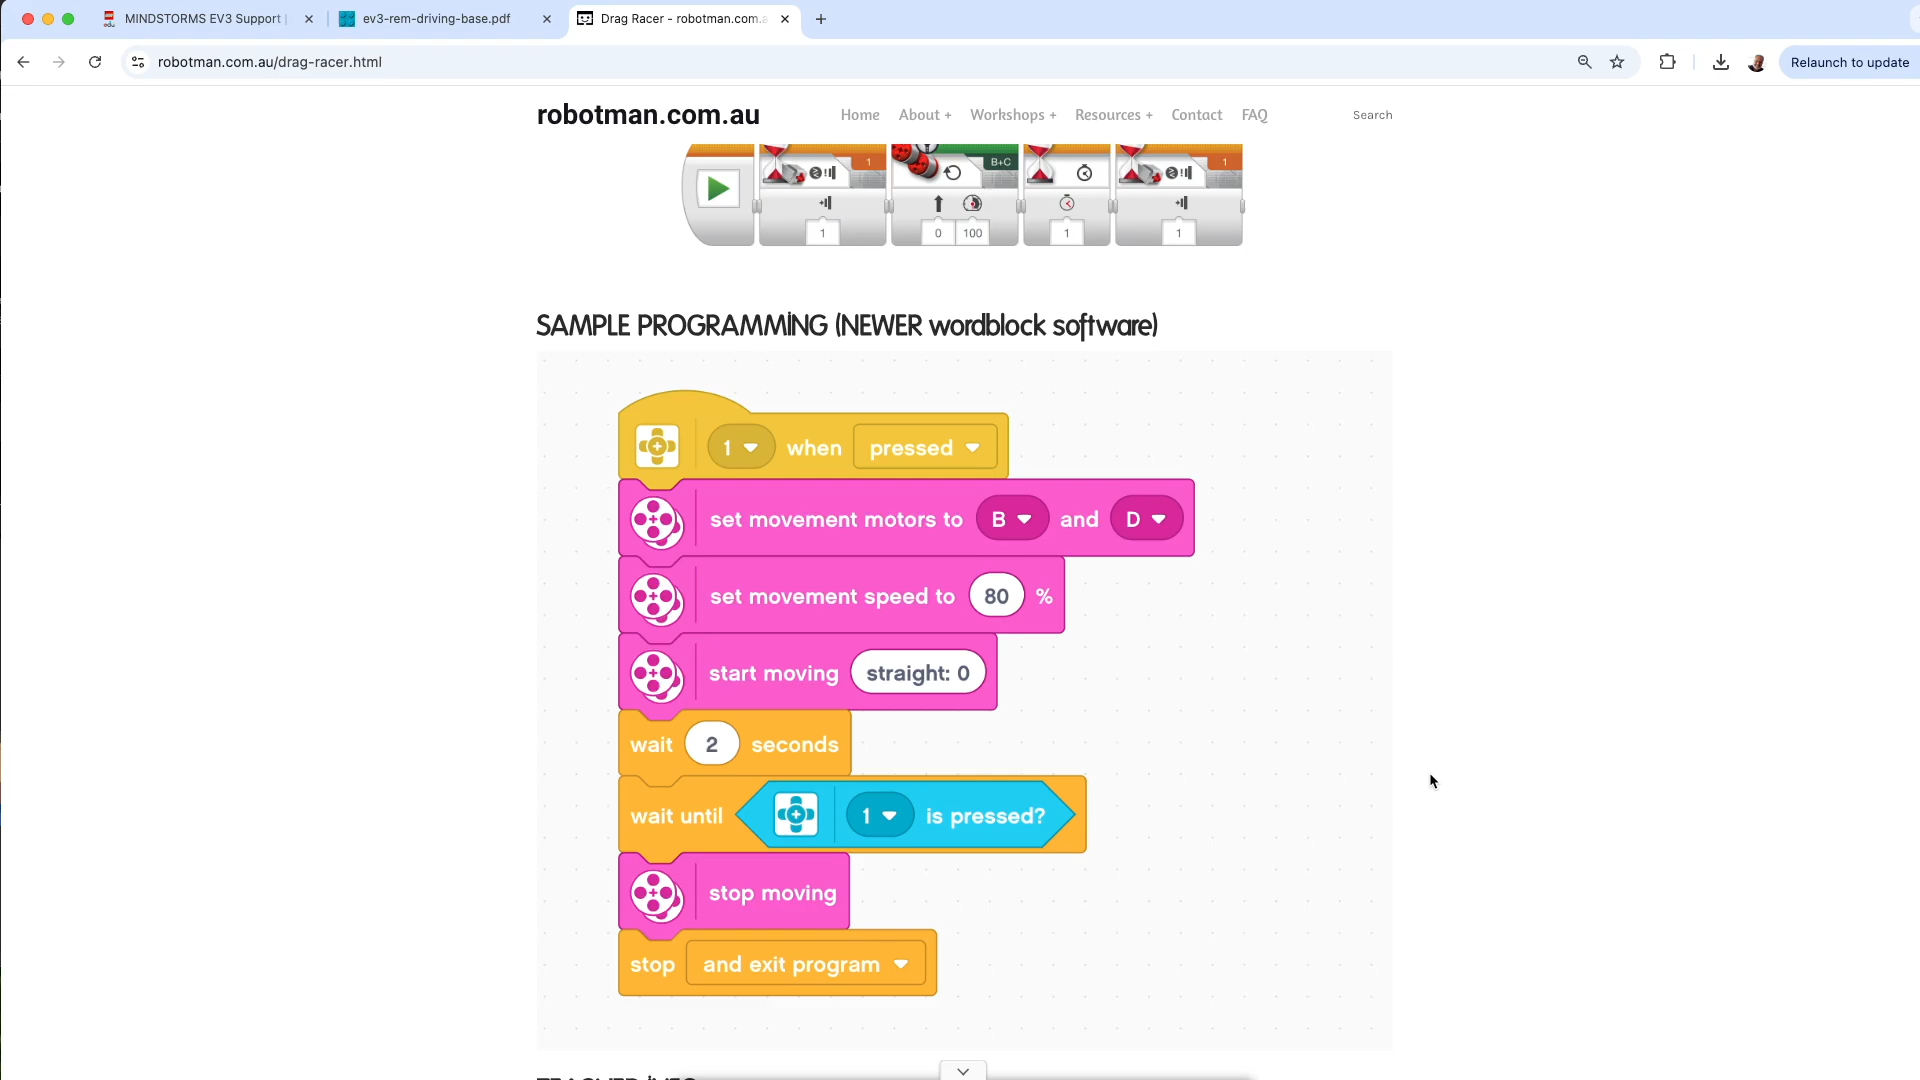 MINDSTORMS EV3 Support
ev3-rem-driving-base.pdf
Drag Racer - robotman.com.a
robotman.com.au/drag-racer.html
Relaunch to update
robotman.com.au
Home About + Workshops + Resources + Contact FAQ Search
1 B+C 1
1 0 100 1 1
SAMPLE PROGRAMMING (NEWER wordblock software)
1 when pressed
set movement motors to B and D
set movement speed to 80 %
start moving straight: 0
wait 2 seconds
wait until 1 is pressed?
stop moving
stop and exit program